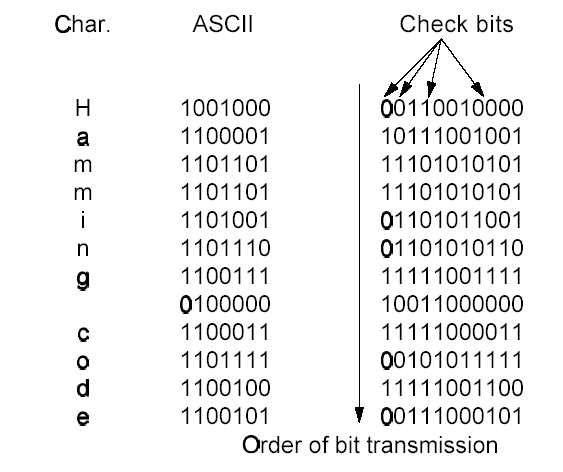 Char. ASCII Check bits
H 1001000 00110010000
a 1100001 10111001001
m 1101101 11101010101
m 1101101 11101010101
i 1101001 01101011001
n 1101110 01101010110
g 1100111 11111001111
0100000 10011000000
c 1100011 11111000011
o 1101111 00101011111
d 1100100 11111001100
e 1100101 00111000101
Order of bit transmission